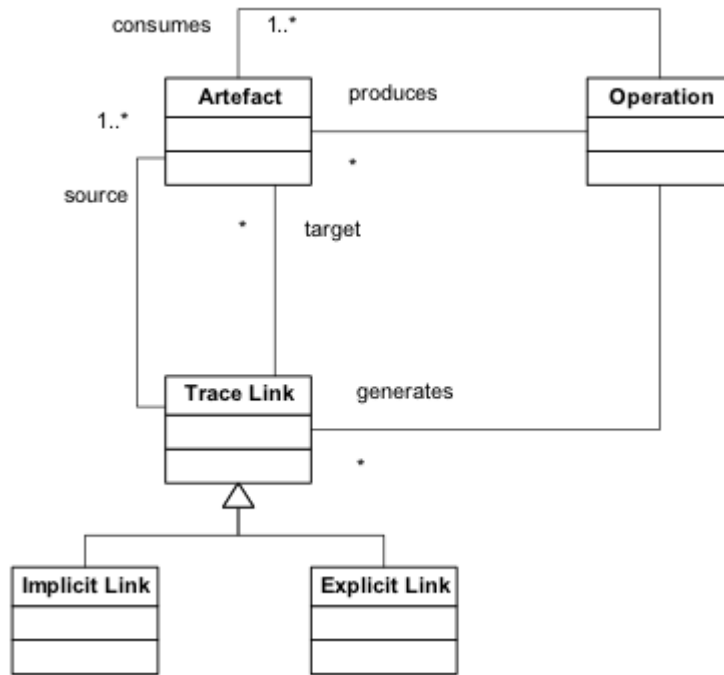 consumes 1..*
Artefact
produces
Operation
1..*
*
source
*
target
Trace Link
generates
*
Implicit Link
Explicit Link